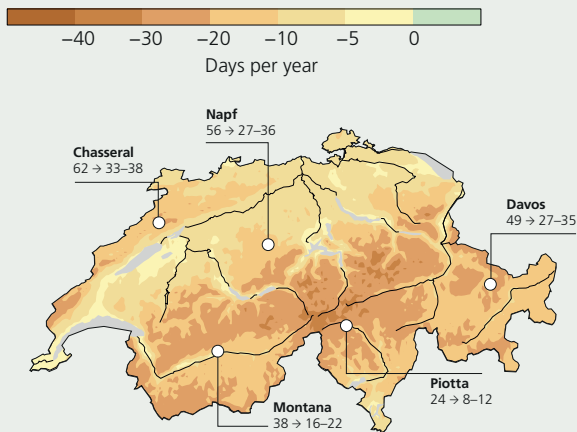 −40 −30 −20 −10 −5 0
Days per year
Napf
56 → 27–36
Chasseral
62 → 33–38
Davos
49 → 27–35
Piotta
24 → 8–12
Montana
38 → 16–22